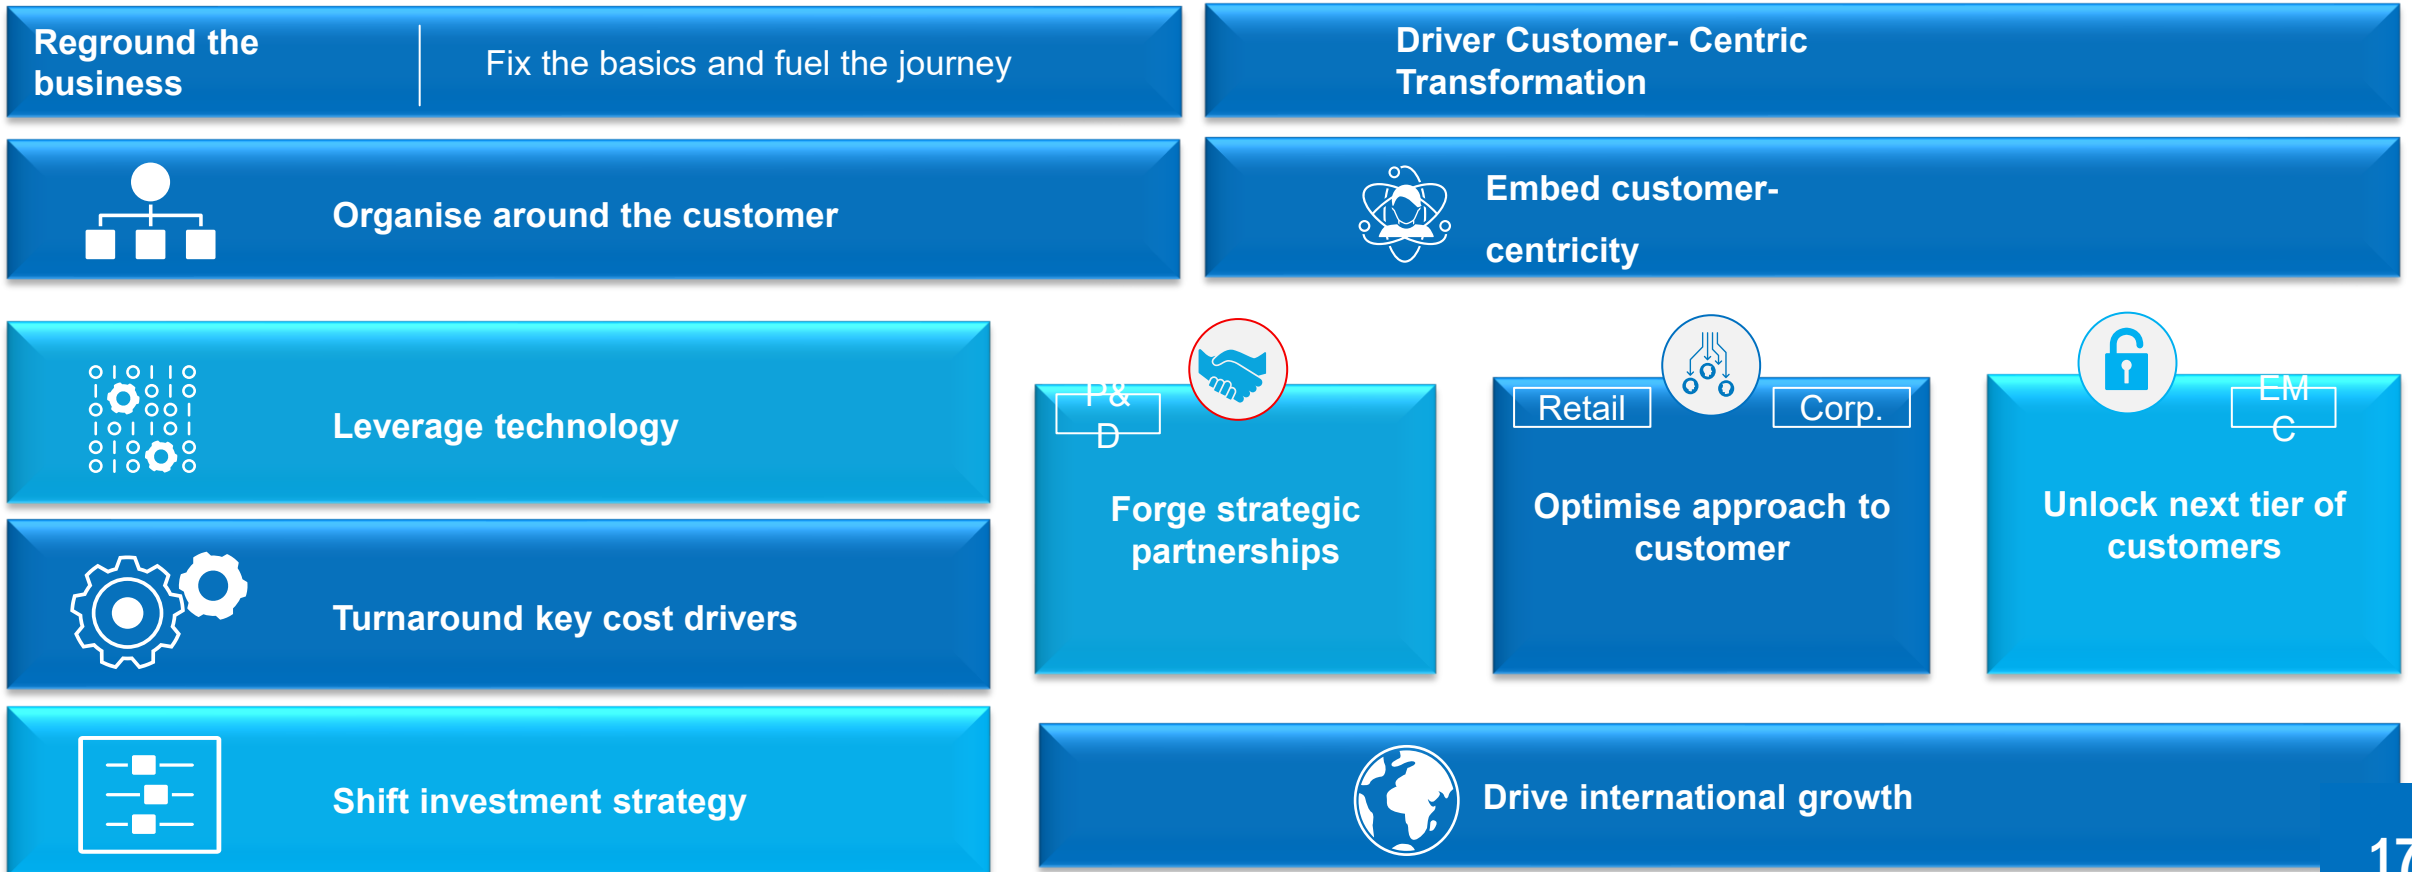 Reground the
business
Fix the basics and fuel the journey
Driver Customer- Centric
Transformation
Organise around the customer
Embed customer-
centricity
Leverage technology
Turnaround key cost drivers
Shift investment strategy
P&
D
Forge strategic
partnerships
Retail
Corp.
Optimise approach to
customer
EM
C
Unlock next tier of
customers
Drive international growth
17